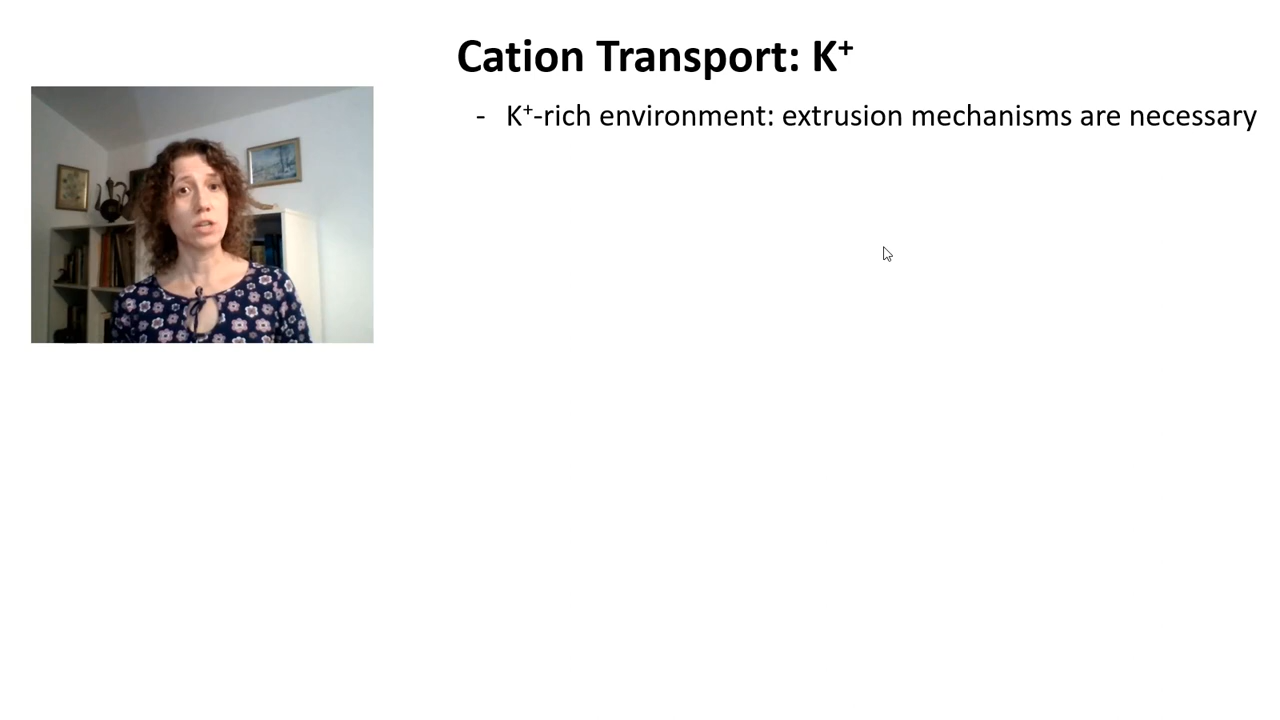 Cation Transport: K⁺
- K⁺-rich environment: extrusion mechanisms are necessary